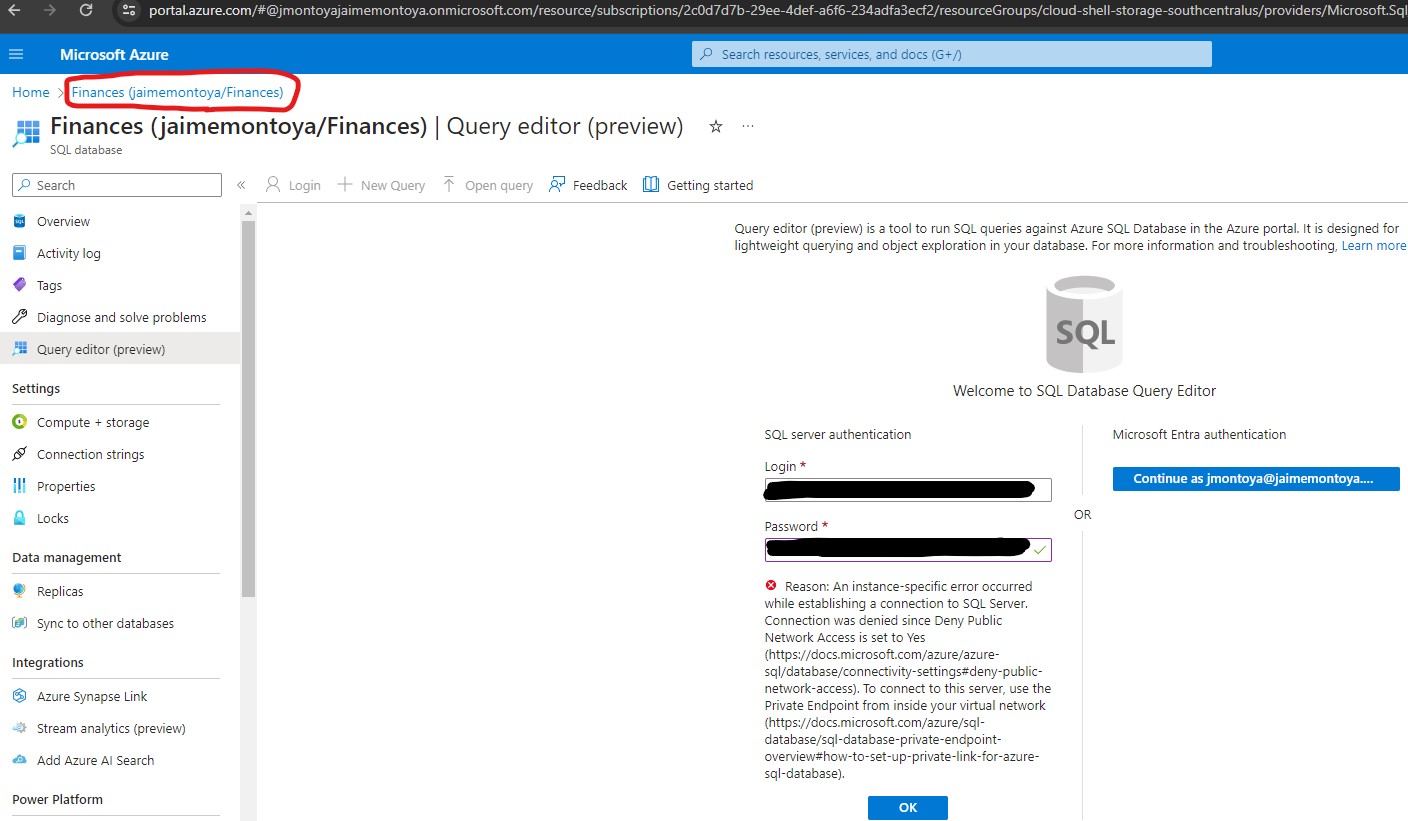 portal.azure.com/#@jmontoyajaimemontoya.onmicrosoft.com/resource/subscriptions/2c0d7d7b-29ee-4def-a6f6-234adfa3ecf2/resourceGroups/cloud-shell-storage-southcentralus/providers/Microsoft.Sql
Microsoft Azure
Search resources, services, and docs (G+/)
Home > Finances (jaimemontoya/Finances)
Finances (jaimemontoya/Finances) | Query editor (preview)
SQL database
Search
Login
New Query
Open query
Feedback
Getting started
Overview
Activity log
Tags
Diagnose and solve problems
Query editor (preview)
Settings
Compute + storage
Connection strings
Properties
Locks
Data management
Replicas
Sync to other databases
Integrations
Azure Synapse Link
Stream analytics (preview)
Add Azure AI Search
Power Platform
Query editor (preview) is a tool to run SQL queries against Azure SQL Database in the Azure portal. It is designed for
lightweight querying and object exploration in your database. For more information and troubleshooting, Learn more
SQL
Welcome to SQL Database Query Editor
SQL server authentication
Login *
Password *
Reason: An instance-specific error occurred
while establishing a connection to SQL Server.
Connection was denied since Deny Public
Network Access is set to Yes
(https://docs.microsoft.com/azure/azure-
sql/database/connectivity-settings#deny-public-
network-access). To connect to this server, use the
Private Endpoint from inside your virtual network
(https://docs.microsoft.com/azure/sql-
database/sql-database-private-endpoint-
overview#how-to-set-up-private-link-for-azure-
sql-database).
OK
OR
Microsoft Entra authentication
Continue as jmontoya@jaimemontoya....